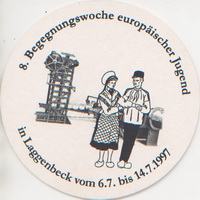 8. Begegnungswoche europäischer Jugend
in Laggenbeck vom 6.7. bis 14.7.1997